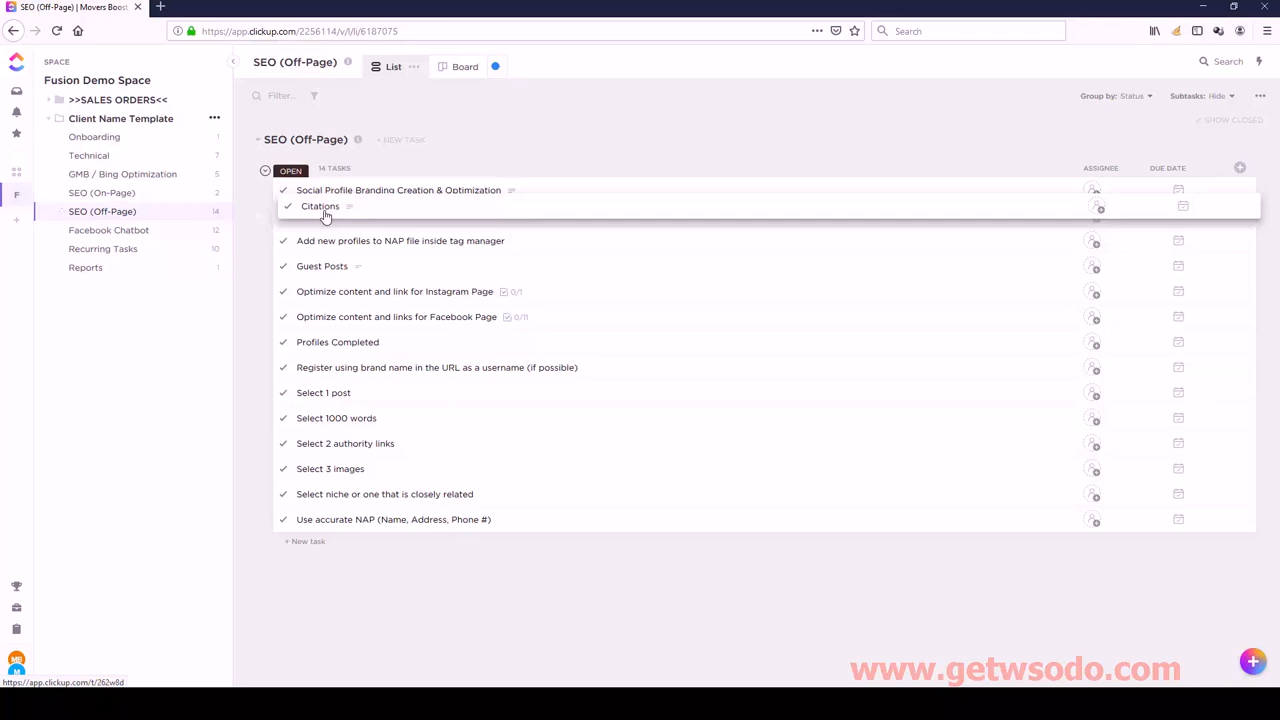 SEO (Off-Page) | Movers Boost
https://app.clickup.com/2256114/v/l/li/6187075
Search
SPACE
Fusion Demo Space
>>SALES ORDERS<<
Client Name Template
Onboarding 1
Technical 7
GMB / Bing Optimization 5
SEO (On-Page) 2
SEO (Off-Page) 14
Facebook Chatbot 12
Recurring Tasks 10
Reports 1
F
MB
M
SEO (Off-Page)
List
Board
Search
Filter...
Group by: Status
Subtasks: Hide
SHOW CLOSED
SEO (Off-Page)
+ NEW TASK
OPEN
14 TASKS
ASSIGNEE
DUE DATE
Social Profile Branding Creation & Optimization
Citations
Add new profiles to NAP file inside tag manager
Guest Posts
Optimize content and link for Instagram Page 0/1
Optimize content and links for Facebook Page 0/11
Profiles Completed
Register using brand name in the URL as a username (if possible)
Select 1 post
Select 1000 words
Select 2 authority links
Select 3 images
Select niche or one that is closely related
Use accurate NAP (Name, Address, Phone #)
+ New task
www.getwsodo.com
https://app.clickup.com/t/262w8d